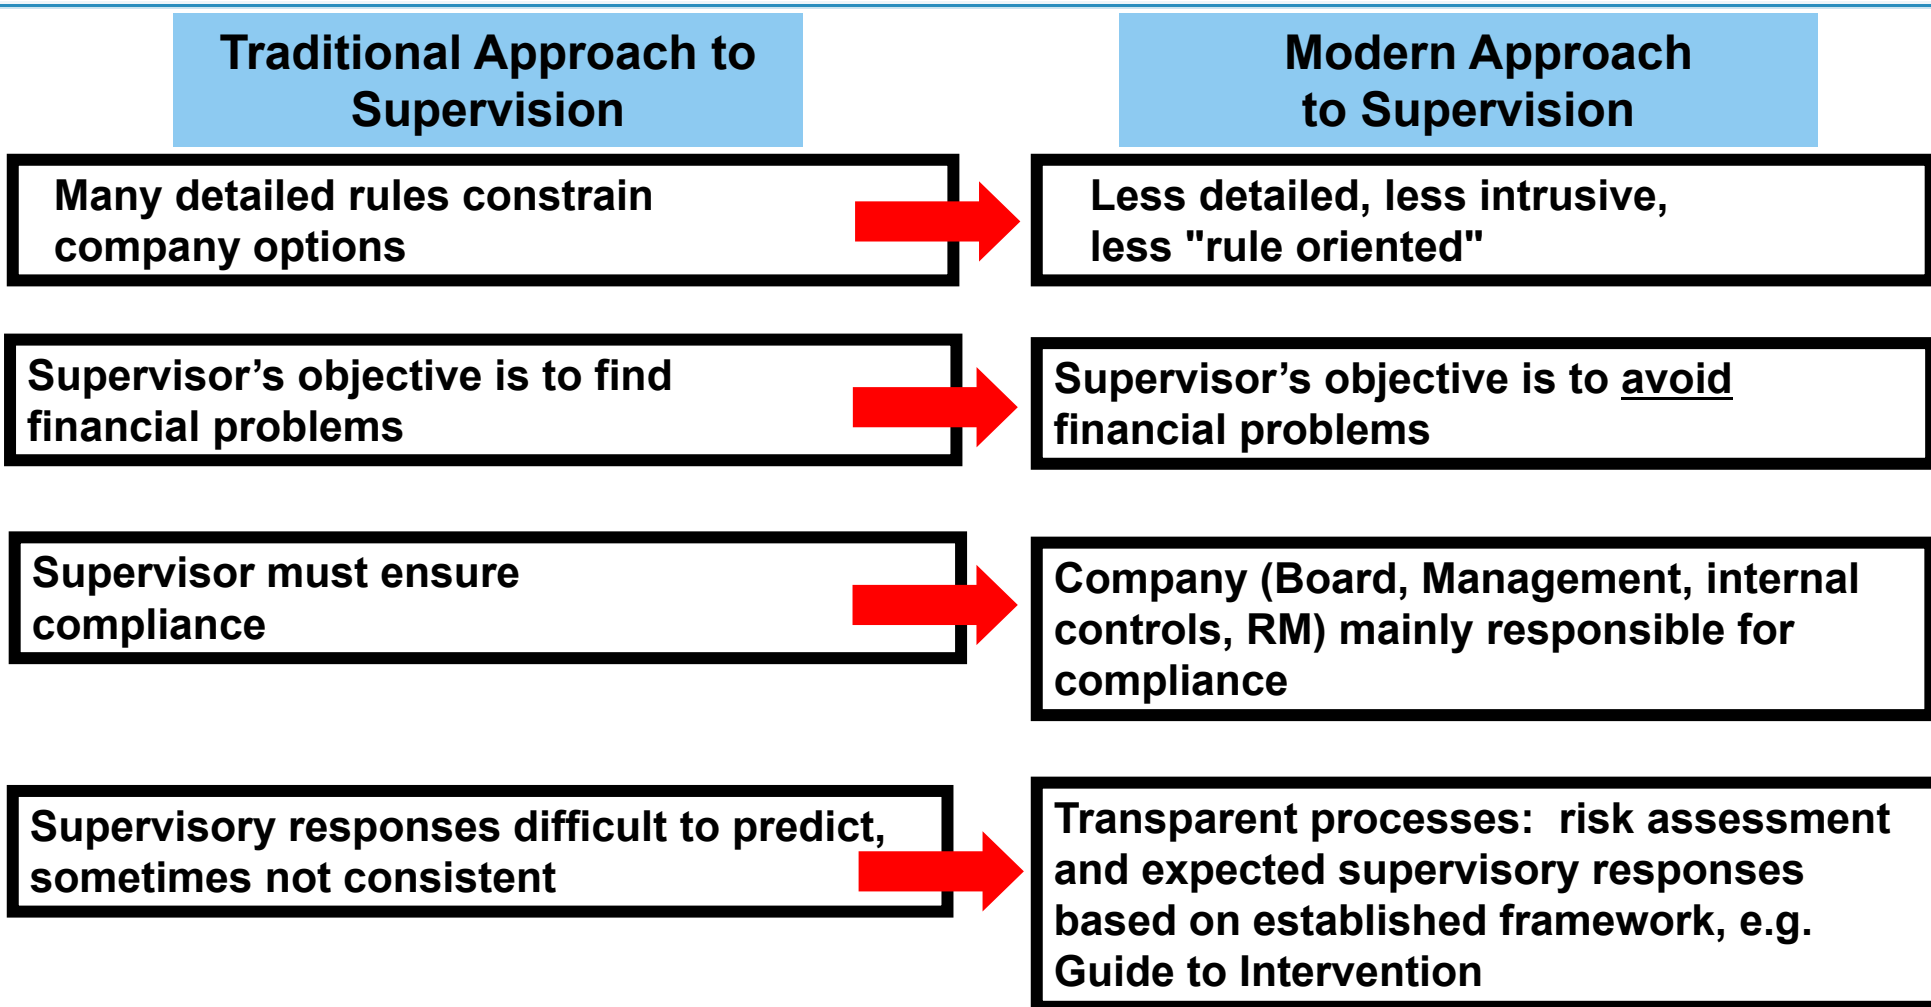 Traditional Approach to
Supervision
Modern Approach
to Supervision
Many detailed rules constrain
company options
Less detailed, less intrusive,
less "rule oriented"
Supervisor’s objective is to find
financial problems
Supervisor’s objective is to avoid
financial problems
Supervisor must ensure
compliance
Company (Board, Management, internal
controls, RM) mainly responsible for
compliance
Supervisory responses difficult to predict,
sometimes not consistent
Transparent processes:  risk assessment
and expected supervisory responses
based on established framework, e.g.
Guide to Intervention